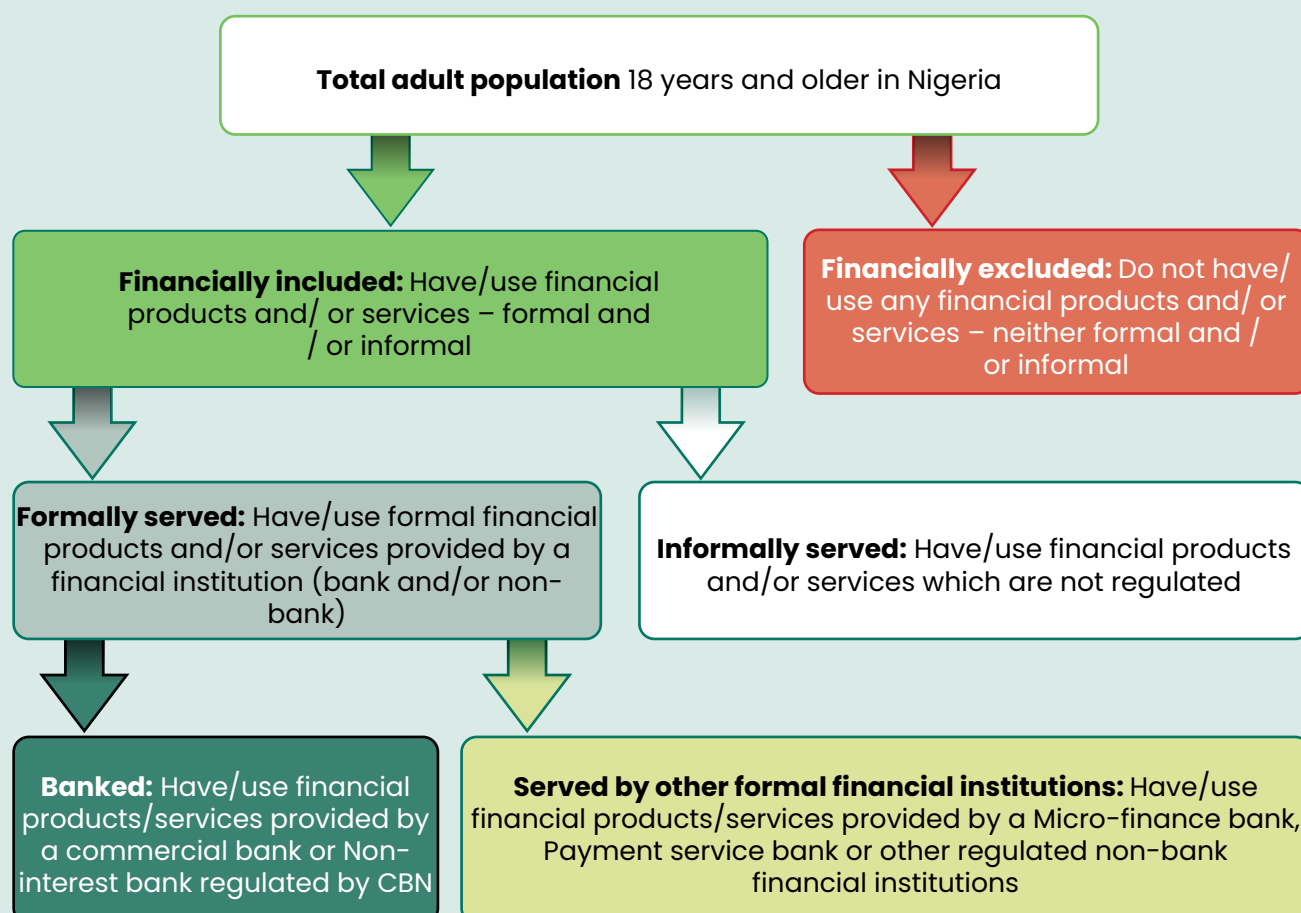 Total adult population 18 years and older in Nigeria
Financially included: Have/use financial
products and/ or services – formal and
/ or informal
Financially excluded: Do not have/
use any financial products and/ or
services – neither formal and /
or informal
Formally served: Have/use formal financial
products and/or services provided by a
financial institution (bank and/or non-
bank)
Informally served: Have/use financial products
and/or services which are not regulated
Banked: Have/use financial
products/services provided by
a commercial bank or Non-
interest bank regulated by CBN
Served by other formal financial institutions: Have/use
financial products/services provided by a Micro-finance bank,
Payment service bank or other regulated non-bank
financial institutions